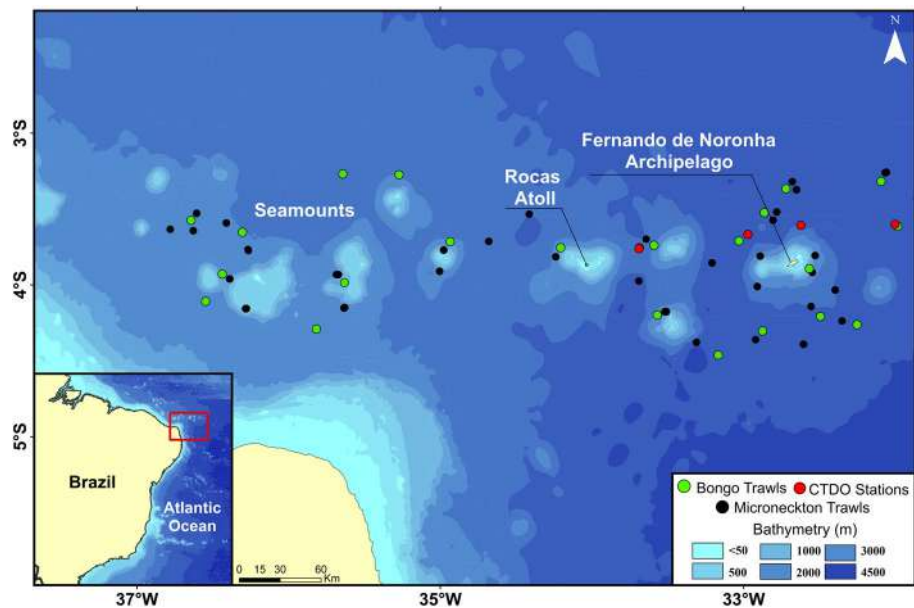 N
3°S
Fernando de Noronha
Archipelago
Rocas
Atoll
Seamounts
4°S
5°S
Brazil
Atlantic
Ocean
0 15 30 60
Km
Bongo Trawls CTDO Stations
Microneckton Trawls
Bathymetry (m)
<50 1000 3000
500 2000 4500
37°W 35°W 33°W